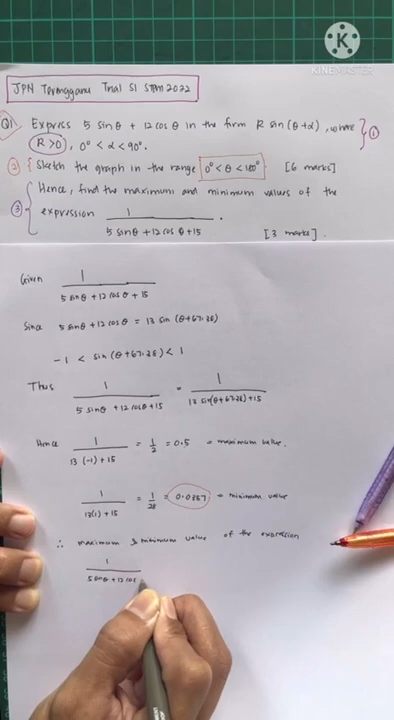 KINEMASTER
JPN Terengganu Trial S1 STPM 2022
Q1 Express 5 sin θ + 12 cos θ in the form R sin (θ+α), where
R>0, 0° < α < 90°. ①
② Sketch the graph in the range 0° < θ < 180° [6 marks]
Hence, find the maximum and minimum values of the
③ expression 1 / 5 sin θ + 12 cos θ + 15 .
[3 marks].
Given 1 / 5 sin θ + 12 cos θ + 15
Since 5 sin θ + 12 cos θ = 13 sin (θ+67.38)
-1 < sin (θ+67.38) < 1
Thus 1 / 5 sin θ + 12 cos θ + 15 = 1 / 13 sin(θ+67.38) + 15
Hence 1 / 13 (-1) + 15 = 1/2 = 0.5 → maximum value.
1 / 13(1) + 15 = 1/28 = 0.0357 → minimum value
∴ maximum & minimum value of the expression
1 / 5 sin θ + 12 cos